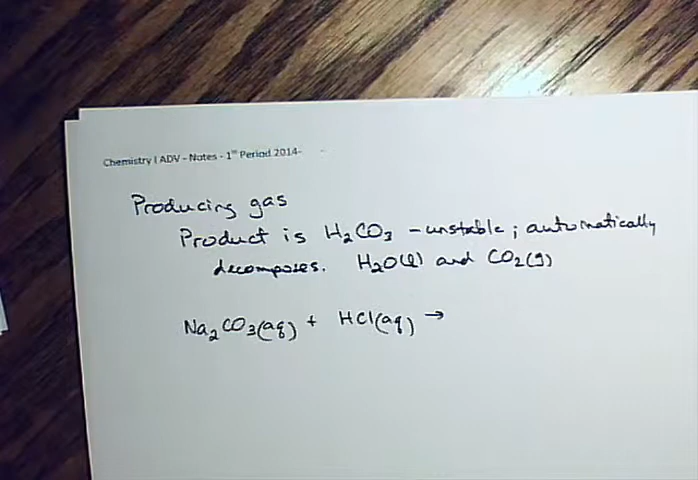 Chemistry I ADV - Notes - 1st Period 2014-
Producing gas
Product is H₂CO₃ - unstable; automatically
decomposes. H₂O(l) and CO₂(g)
Na₂CO₃(aq) + HCl(aq) →